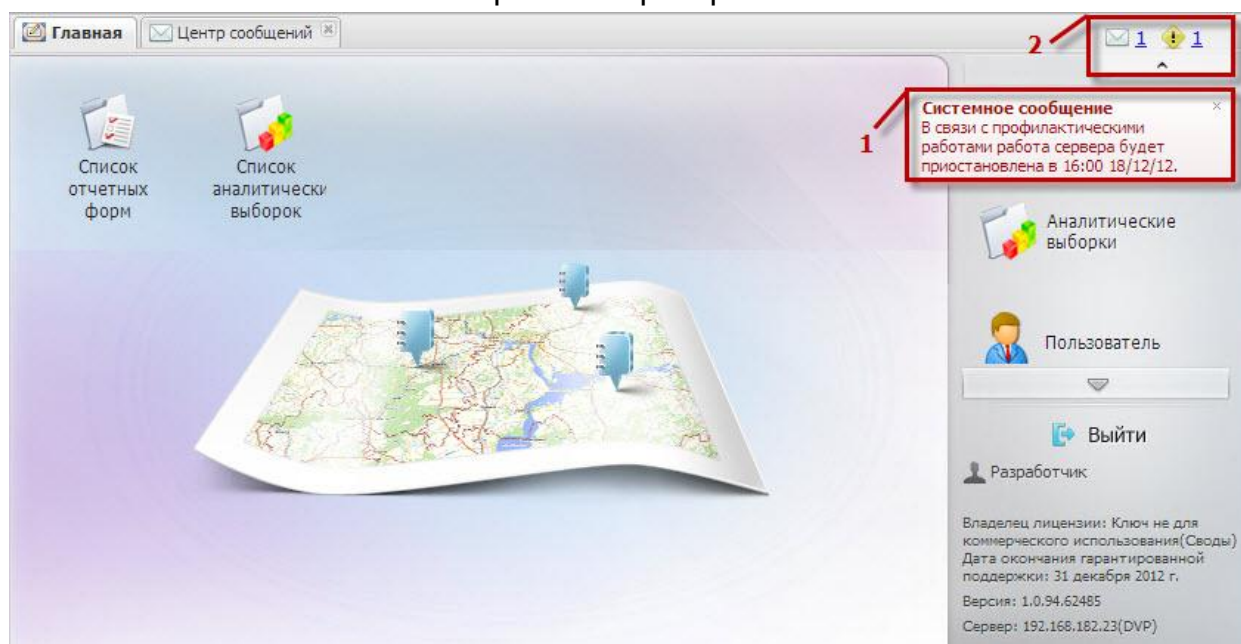 Главная
Центр сообщений
2
1
1
Системное сообщение
В связи с профилактическими
работами работа сервера будет
приостановлена в 16:00 18/12/12.
1
Список
отчетных
форм
Список
аналитически
выборок
Аналитические
выборки
Пользователь
Выйти
Разработчик
Владелец лицензии: Ключ не для
коммерческого использования(Своды)
Дата окончания гарантированной
поддержки: 31 декабря 2012 г.
Версия: 1.0.94.62485
Сервер: 192.168.182.23(DVP)